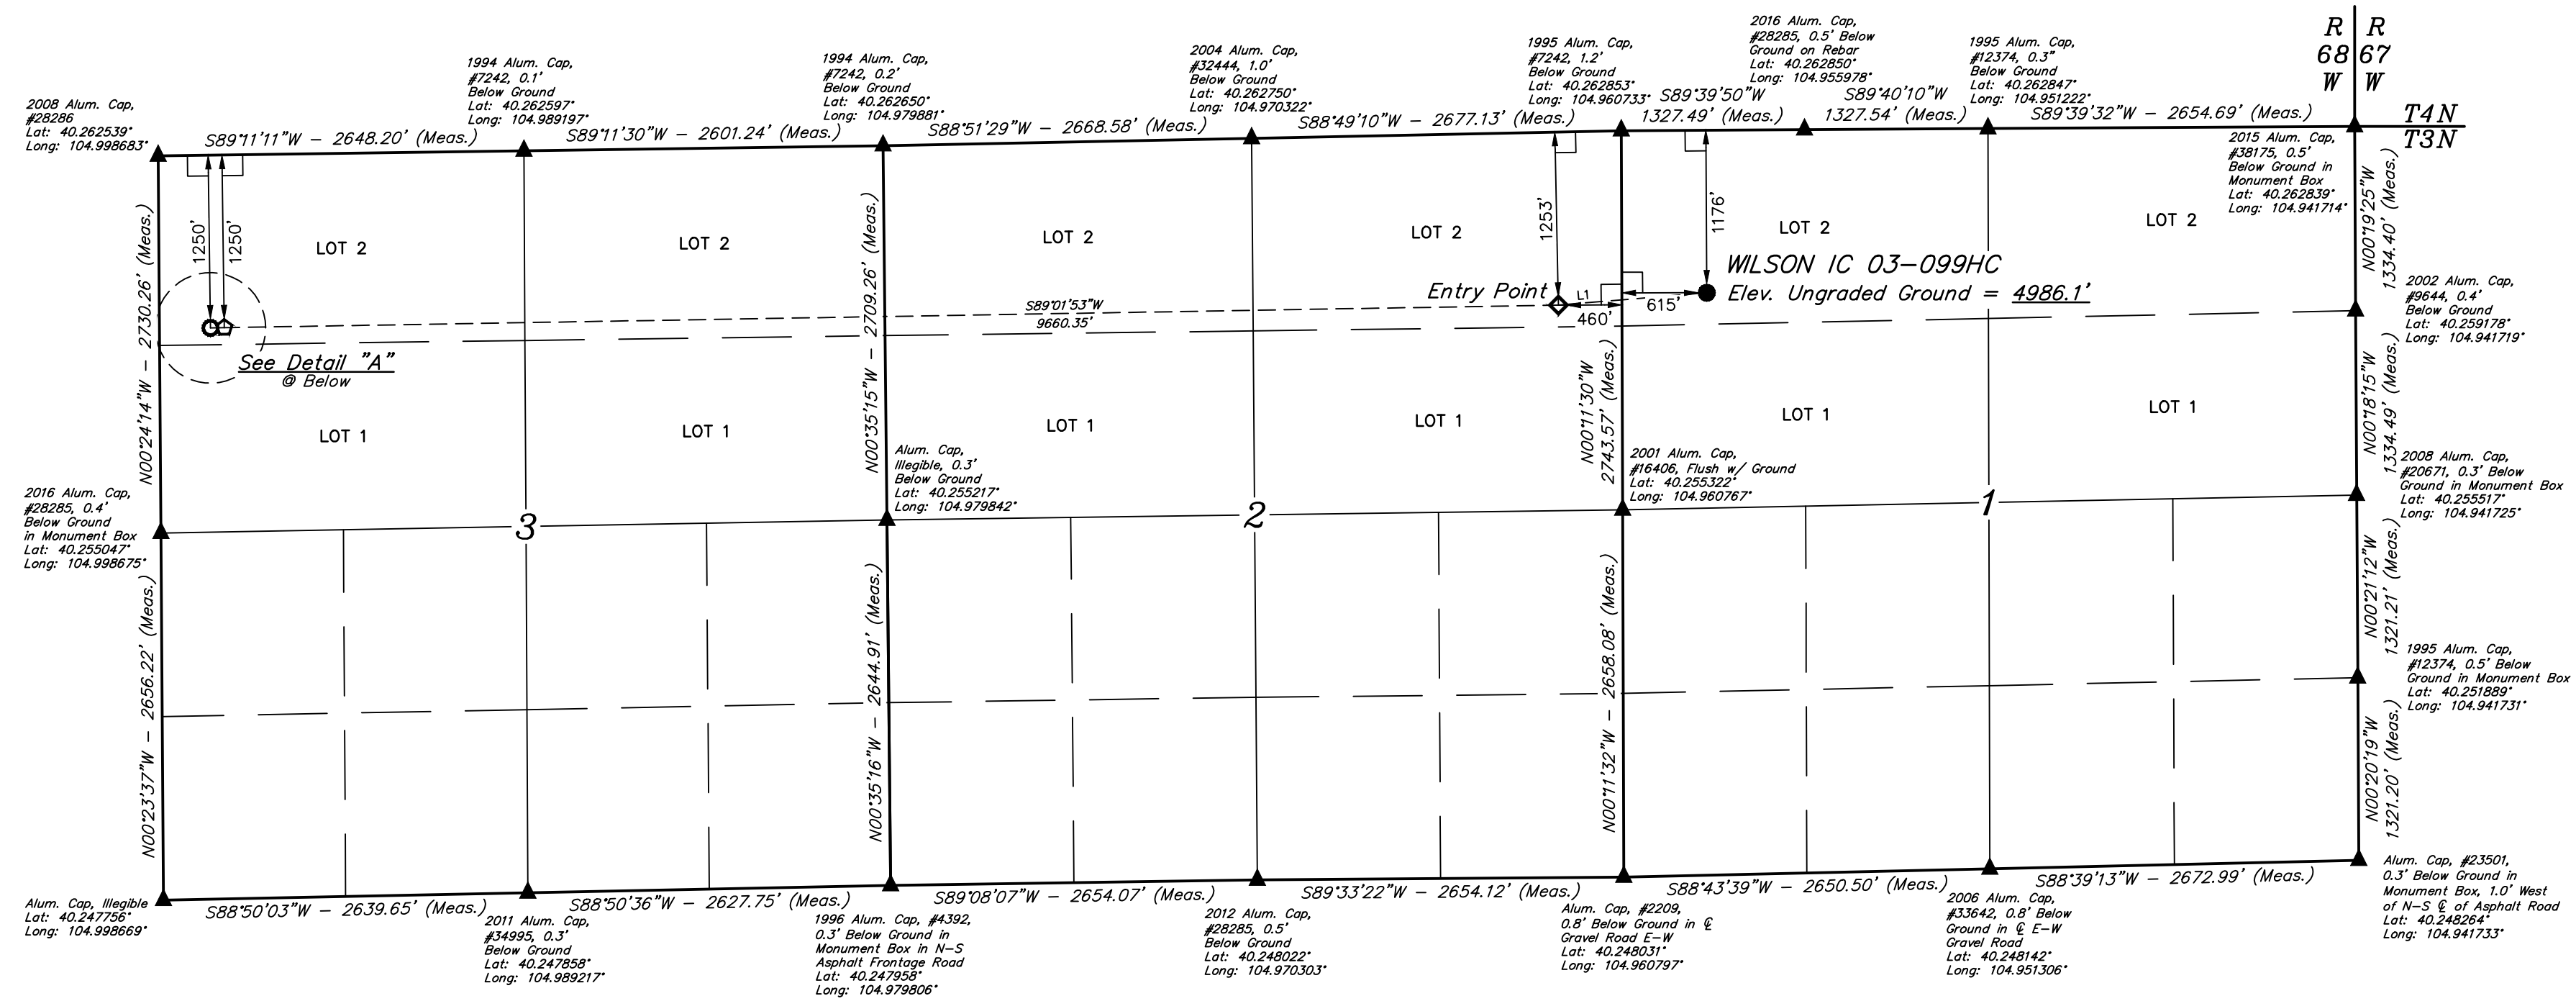 R R
68 67
W W
T4N
T3N
2008 Alum. Cap,
#28286
Lat: 40.262539°
Long: 104.998683°
1994 Alum. Cap,
#7242, 0.1'
Below Ground
Lat: 40.262597°
Long: 104.989197°
1994 Alum. Cap,
#7242, 0.2'
Below Ground
Lat: 40.262650°
Long: 104.979881°
2004 Alum. Cap,
#32444, 1.0'
Below Ground
Lat: 40.262750°
Long: 104.970322°
1995 Alum. Cap,
#7242, 1.2'
Below Ground
Lat: 40.262853°
Long: 104.960733°
2016 Alum. Cap,
#28285, 0.5' Below
Ground on Rebar
Lat: 40.262850°
Long: 104.955978°
1995 Alum. Cap,
#12374, 0.3"
Below Ground
Lat: 40.262847°
Long: 104.951222°
S89°11'11"W - 2648.20' (Meas.)
S89°11'30"W - 2601.24' (Meas.)
S88°51'29"W - 2668.58' (Meas.)
S88°49'10"W - 2677.13' (Meas.)
S89°39'50"W
1327.49' (Meas.)
S89°40'10"W
1327.54' (Meas.)
S89°39'32"W - 2654.69' (Meas.)
2015 Alum. Cap,
#38175, 0.5'
Below Ground in
Monument Box
Lat: 40.262839°
Long: 104.941714°
N00°24'14"W - 2730.26' (Meas.)
1250'
1250'
LOT 2
LOT 2
N00°35'15"W - 2709.26' (Meas.)
LOT 2
LOT 2
1253'
1176'
LOT 2
LOT 2
N00°19'25"W
1334.40' (Meas.)
WILSON IC 03-099HC
Elev. Ungraded Ground = 4986.1'
Entry Point
L1
460'
615'
S89°01'53"W
9660.35'
See Detail "A"
@ Below
2002 Alum. Cap,
#9644, 0.4'
Below Ground
Lat: 40.259178°
Long: 104.941719°
LOT 1
LOT 1
LOT 1
LOT 1
N00°11'30"W
2743.57' (Meas.)
LOT 1
LOT 1
N00°18'15"W
1334.49' (Meas.)
2016 Alum. Cap,
#28285, 0.4'
Below Ground
in Monument Box
Lat: 40.255047°
Long: 104.998675°
Alum. Cap,
Illegible, 0.3'
Below Ground
Lat: 40.255217°
Long: 104.979842°
2001 Alum. Cap,
#16406, Flush w/ Ground
Lat: 40.255322°
Long: 104.960767°
2008 Alum. Cap,
#20671, 0.3' Below
Ground in Monument Box
Lat: 40.255517°
Long: 104.941725°
3
2
1
N00°23'37"W - 2656.22' (Meas.)
N00°35'16"W - 2644.91' (Meas.)
N00°11'32"W - 2658.08' (Meas.)
N00°21'12"W
1321.21' (Meas.)
1995 Alum. Cap,
#12374, 0.5' Below
Ground in Monument Box
Lat: 40.251889°
Long: 104.941731°
N00°20'19"W
1321.20' (Meas.)
S88°50'03"W - 2639.65' (Meas.)
S88°50'36"W - 2627.75' (Meas.)
S89°08'07"W - 2654.07' (Meas.)
S89°33'22"W - 2654.12' (Meas.)
S88°43'39"W - 2650.50' (Meas.)
S88°39'13"W - 2672.99' (Meas.)
Alum. Cap, Illegible
Lat: 40.247756°
Long: 104.998669°
2011 Alum. Cap,
#34995, 0.3'
Below Ground
Lat: 40.247858°
Long: 104.989217°
1996 Alum. Cap, #4392,
0.3' Below Ground in
Monument Box in N-S
Asphalt Frontage Road
Lat: 40.247958°
Long: 104.979806°
2012 Alum. Cap,
#28285, 0.5'
Below Ground
Lat: 40.248022°
Long: 104.970303°
Alum. Cap, #2209,
0.8' Below Ground in ℄
Gravel Road E-W
Lat: 40.248031°
Long: 104.960797°
2006 Alum. Cap,
#33642, 0.8' Below
Ground in ℄ E-W
Gravel Road
Lat: 40.248142°
Long: 104.951306°
Alum. Cap, #23501,
0.3' Below Ground in
Monument Box, 1.0' West
of N-S ℄ of Asphalt Road
Lat: 40.248264°
Long: 104.941733°